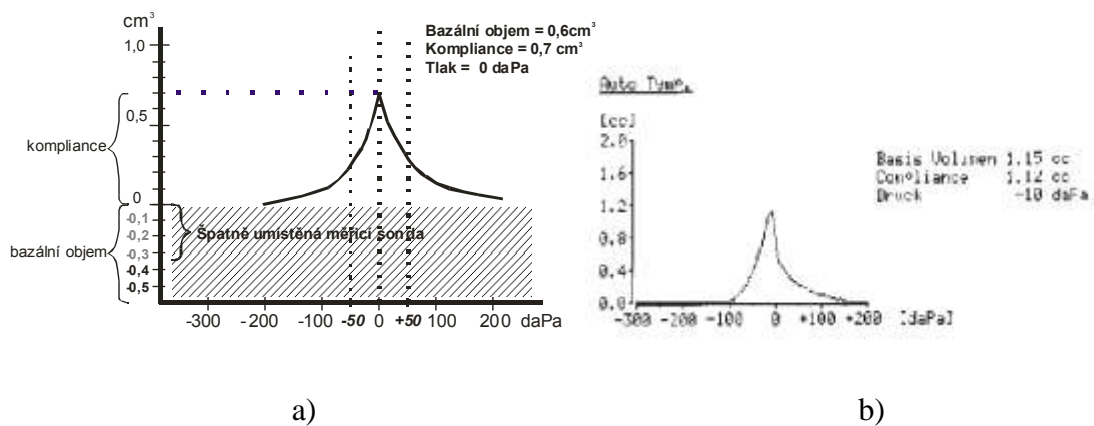 cm³
Bazální objem = 0,6cm³
Kompliance = 0,7 cm³
Tlak = 0 daPa
1,0
0,5
kompliance
0
-0,1
-0,2
-0,3
-0,4
-0,5
bazální objem
Špatně umistěná měřicí sonda
-300 -200 -100 -50 0 +50 100 200 daPa
a)
Auto Tymp.
[cc]
2.0
1.6
1.2
0.8
0.4
0.0
Basis Volumen 1.15 cc
Compliance 1.12 cc
Druck -10 daPa
-300 -200 -100 0 +100 +200 [daPa]
b)